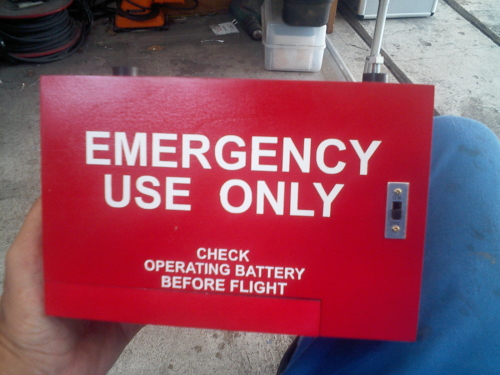 EMERGENCY
USE ONLY
CHECK
OPERATING BATTERY
BEFORE FLIGHT